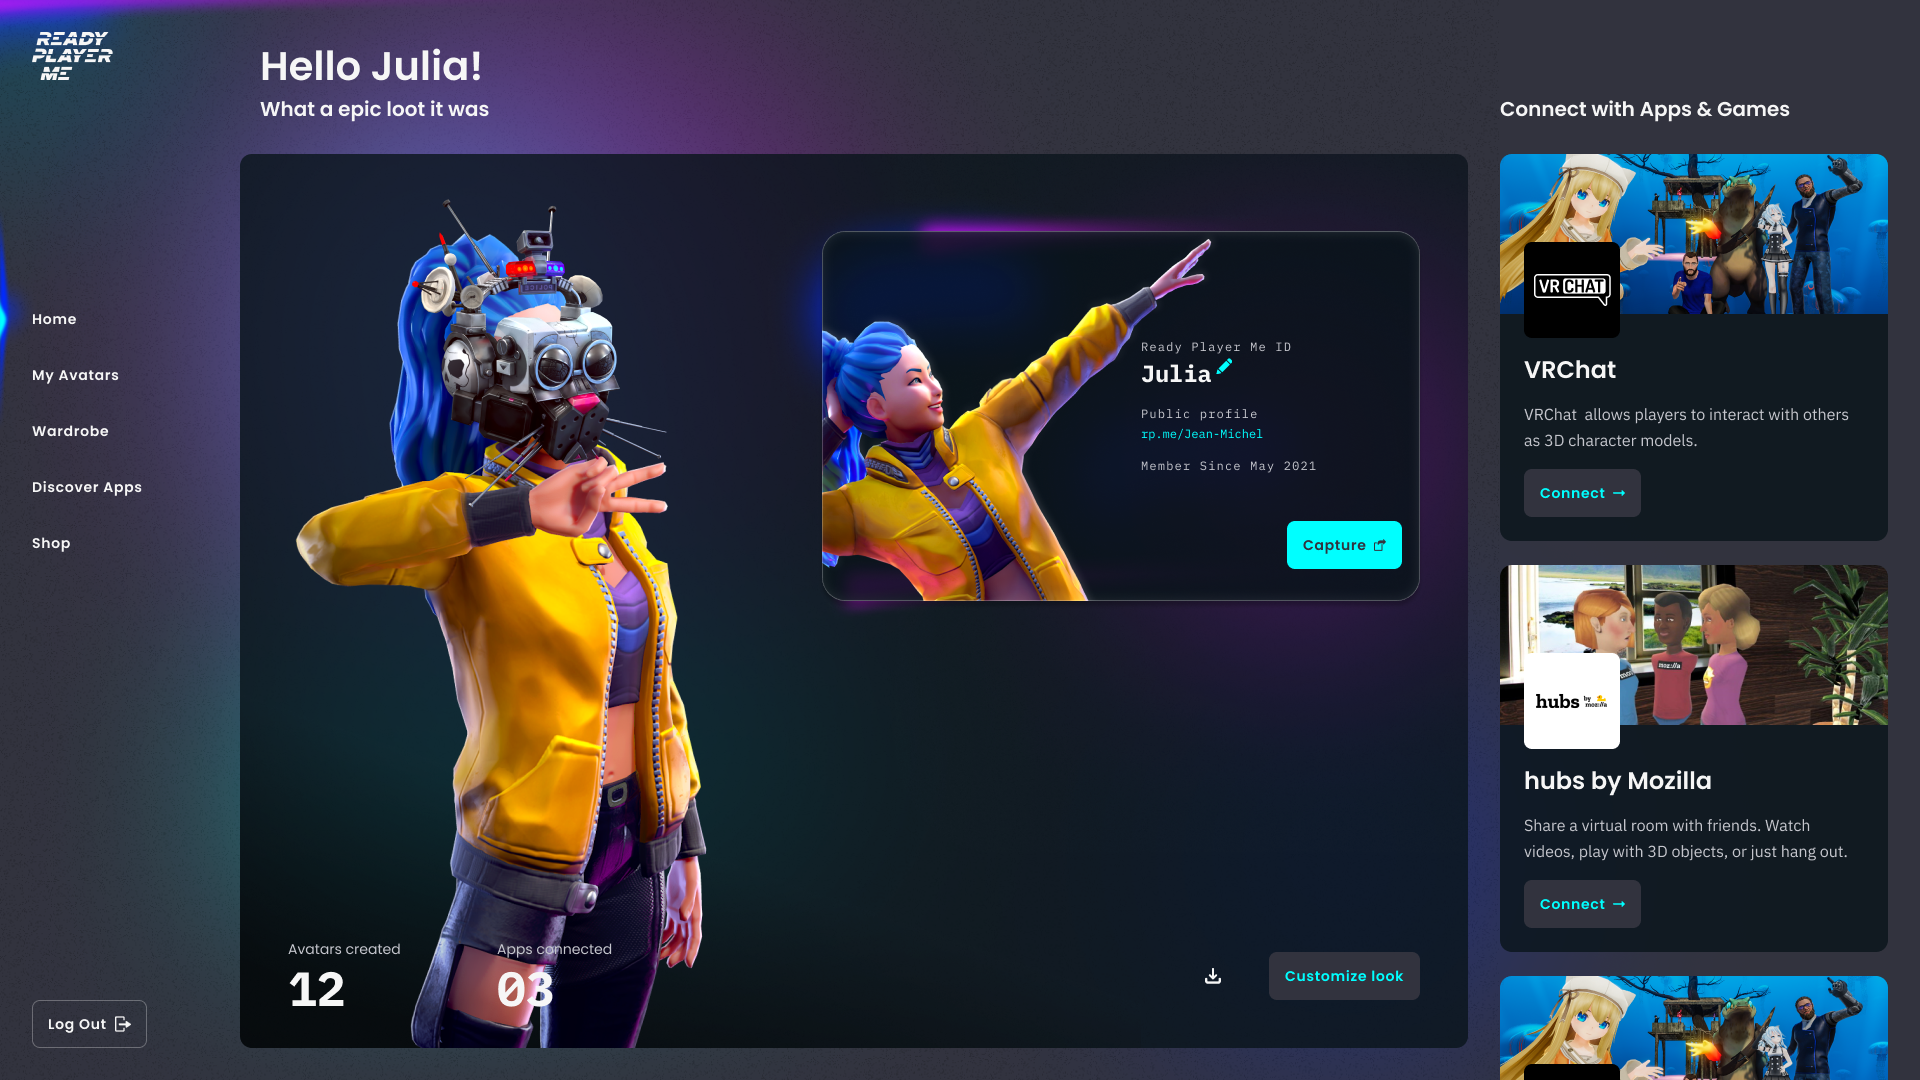 READY
PLAYER
ME
Hello Julia!
What a epic loot it was
Home
My Avatars
Wardrobe
Discover Apps
Shop
Log Out
Ready Player Me ID
Julia
Public profile
rp.me/Jean-Michel
Member Since May 2021
Capture
Avatars created
12
Apps connected
03
Customize look
Connect with Apps & Games
VR CHAT
VRChat
VRChat allows players to interact with others
as 3D character models.
Connect →
moz://a
hubs by
moz://a
hubs by Mozilla
Share a virtual room with friends. Watch
videos, play with 3D objects, or just hang out.
Connect →